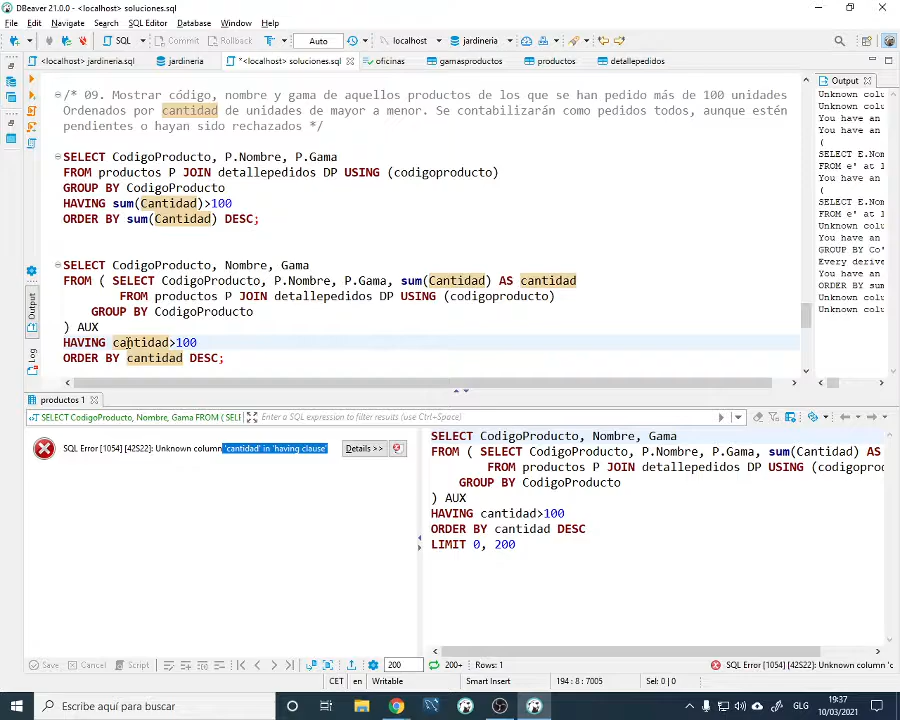 DBeaver 21.0.0 - <localhost> soluciones.sql
File Edit Navigate Search SQL Editor Database Window Help
SQL Commit Rollback T Auto localhost jardineria
<localhost> jardineria.sql jardineria *<localhost> soluciones.sql oficinas gamasproductos productos detallepedidos
/* 09. Mostrar código, nombre y gama de aquellos productos de los que se han pedido más de 100 unidades
Ordenados por cantidad de unidades de mayor a menor. Se contabilizarán como pedidos todos, aunque estén
pendientes o hayan sido rechazados */
SELECT CodigoProducto, P.Nombre, P.Gama
FROM productos P JOIN detallepedidos DP USING (codigoproducto)
GROUP BY CodigoProducto
HAVING sum(Cantidad)>100
ORDER BY sum(Cantidad) DESC;
SELECT CodigoProducto, Nombre, Gama
FROM ( SELECT CodigoProducto, P.Nombre, P.Gama, sum(Cantidad) AS cantidad
FROM productos P JOIN detallepedidos DP USING (codigoproducto)
GROUP BY CodigoProducto
) AUX
HAVING cantidad>100
ORDER BY cantidad DESC;
Output
Log
Output
Unknown colu
Unknown colu
You have an
You have an
(
SELECT E.Nom
FROM e' at l
You have an
(
SELECT E.Nom
FROM e' at l
Unknown colu
You have an
GROUP BY Co'
Every derive
You have an
ORDER BY sum
Unknown colu
Unknown colu
productos 1
SELECT CodigoProducto, Nombre, Gama FROM ( SELE Enter a SQL expression to filter results (use Ctrl+Space)
SQL Error [1054] [42S22]: Unknown column 'cantidad' in 'having clause' Details >>
SELECT CodigoProducto, Nombre, Gama
FROM ( SELECT CodigoProducto, P.Nombre, P.Gama, sum(Cantidad) AS
FROM productos P JOIN detallepedidos DP USING (codigoprod
GROUP BY CodigoProducto
) AUX
HAVING cantidad>100
ORDER BY cantidad DESC
LIMIT 0, 200
Save Cancel Script 200 200+ Rows: 1 SQL Error [1054] [42S22]: Unknown column 'c
CET en Writable Smart Insert 194 : 8 : 7005 Sel: 0 | 0
Escribe aquí para buscar GLG 19:37
10/03/2021